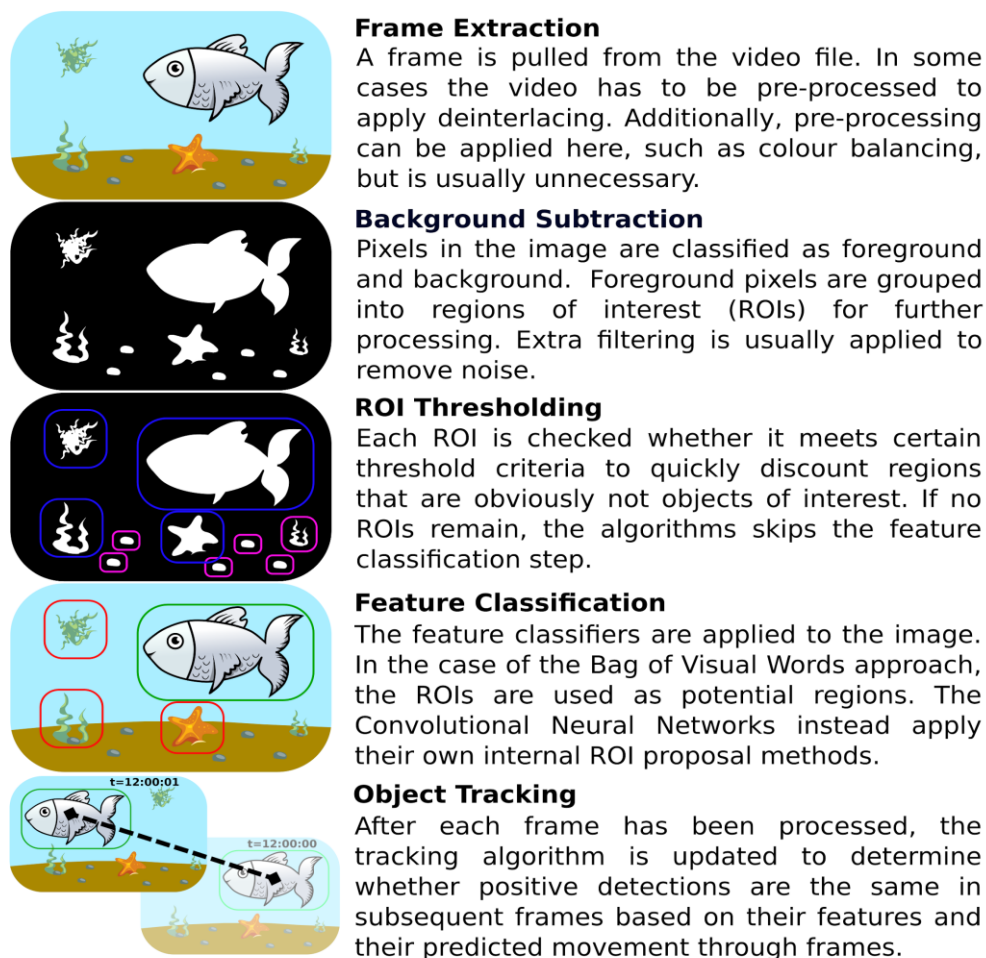 Frame Extraction
A frame is pulled from the video file. In some
cases the video has to be pre-processed to
apply deinterlacing. Additionally, pre-processing
can be applied here, such as colour balancing,
but is usually unnecessary.
Background Subtraction
Pixels in the image are classified as foreground
and background. Foreground pixels are grouped
into regions of interest (ROIs) for further
processing. Extra filtering is usually applied to
remove noise.
ROI Thresholding
Each ROI is checked whether it meets certain
threshold criteria to quickly discount regions
that are obviously not objects of interest. If no
ROIs remain, the algorithms skips the feature
classification step.
Feature Classification
The feature classifiers are applied to the image.
In the case of the Bag of Visual Words approach,
the ROIs are used as potential regions. The
Convolutional Neural Networks instead apply
their own internal ROI proposal methods.
t=12:00:01
t=12:00:00
Object Tracking
After each frame has been processed, the
tracking algorithm is updated to determine
whether positive detections are the same in
subsequent frames based on their features and
their predicted movement through frames.